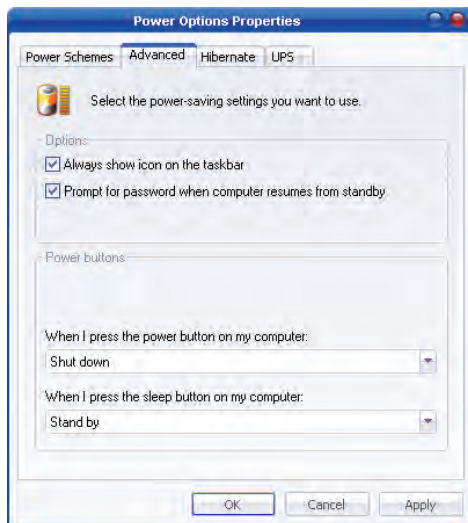 Power Options Properties
Power Schemes Advanced Hibernate UPS
Select the power-saving settings you want to use.
Options
Always show icon on the taskbar
Prompt for password when computer resumes from standby
Power buttons
When I press the power button on my computer:
Shut down
When I press the sleep button on my computer:
Stand by
OK Cancel Apply